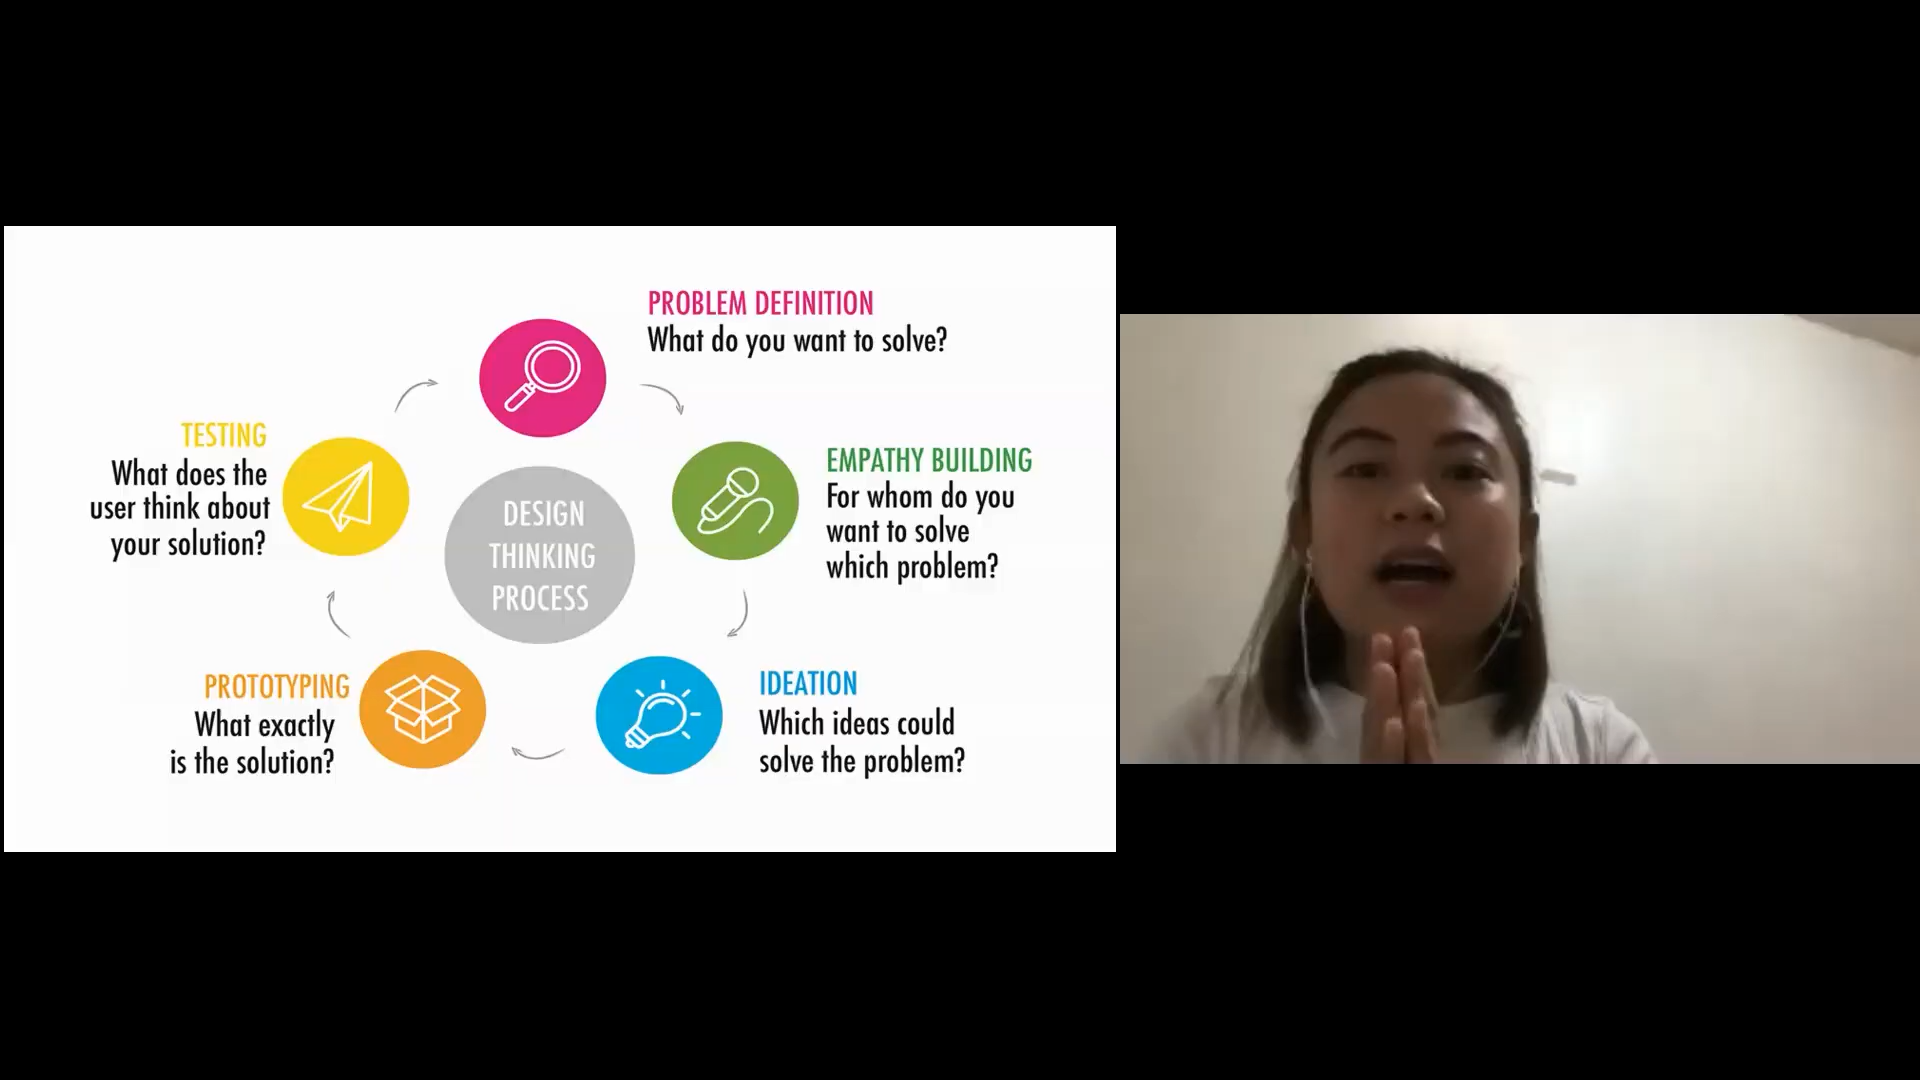 PROBLEM DEFINITION
What do you want to solve?
EMPATHY BUILDING
For whom do you
want to solve
which problem?
IDEATION
Which ideas could
solve the problem?
PROTOTYPING
What exactly
is the solution?
TESTING
What does the
user think about
your solution?
DESIGN
THINKING
PROCESS